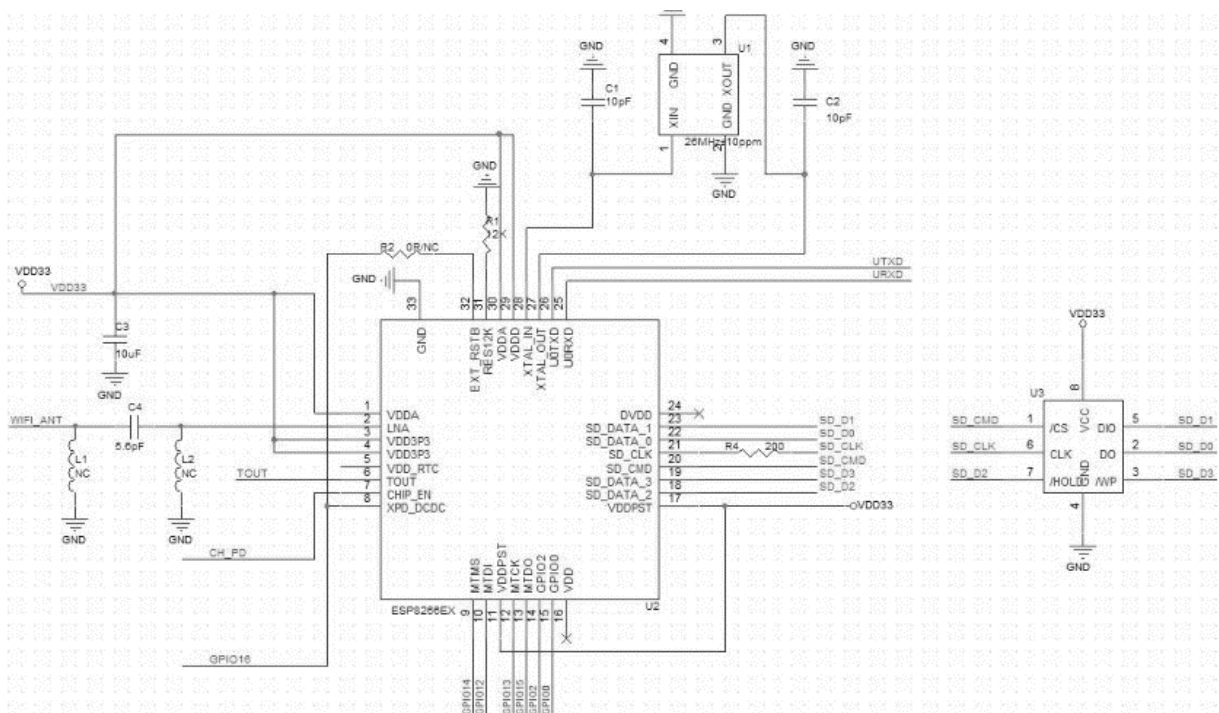 GND
4
3
U1
GND
GND
C1
10pF
GND
XOUT
XIN
GND
C2
10pF
26MHz±10ppm
1
2
GND
GND
R1
12K
R2
0R/NC
UTXD
URXD
VDD33
VDD33
GND
33
32
31
30
29
28
27
26
25
C3
10uF
GND
GND
EXT_RSTB
RES12K
VDDA
VDDD
XTAL_IN
XTAL_OUT
U0TXD
U0RXD
VDD33
WIFI_ANT
C4
5.6pF
L1
NC
GND
L2
NC
GND
TOUT
CH_PD
GPIO16
1
VDDA
2
LNA
3
VDD3P3
4
VDD3P3
5
VDD_RTC
6
TOUT
7
CHIP_EN
8
XPD_DCDC
DVDD
24
SD_DATA_1
23
SD_D1
SD_DATA_0
22
SD_D0
SD_CLK
21
R4
200
SD_CLK
SD_CMD
20
SD_CMD
SD_DATA_3
19
SD_D3
SD_DATA_2
18
SD_D2
VDDPST
17
VDD33
MTMS
MTDI
VDDPST
MTCK
MTDO
GPIO2
GPIO0
VDD
ESP8266EX
U2
9
10
11
12
13
14
15
16
GPIO14
GPIO12
GPIO13
GPIO15
GPIO2
GPIO0
U3
8
SD_CMD
1
/CS
VCC
DIO
5
SD_D1
SD_CLK
6
CLK
DO
2
SD_D0
SD_D2
7
/HOLD
GND
/WP
3
SD_D3
4
GND